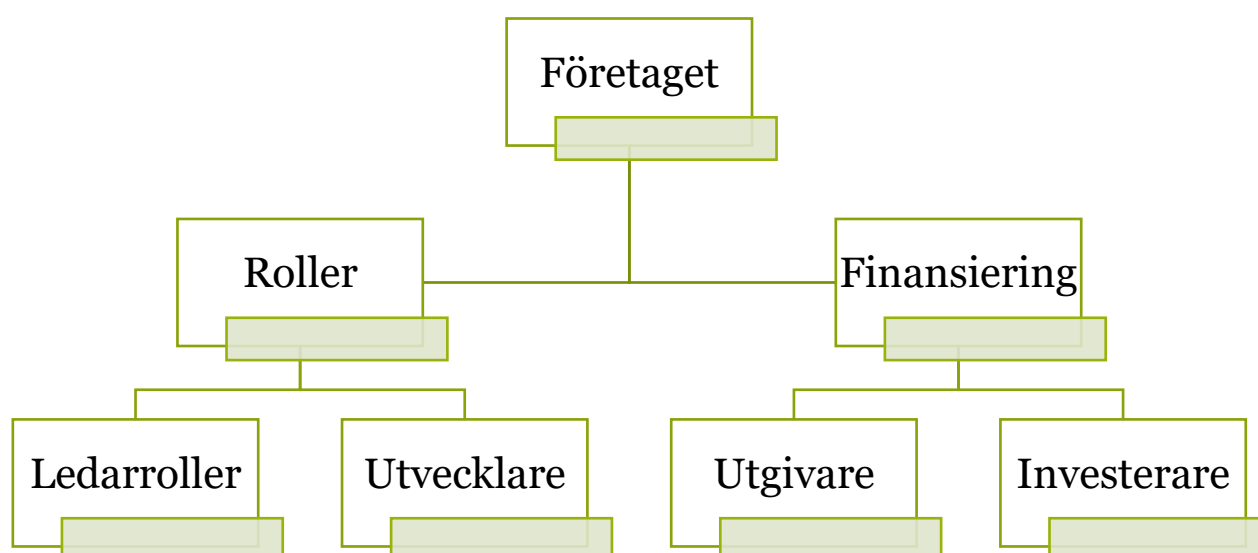 Företaget
Roller
Finansiering
Ledarroller
Utvecklare
Utgivare
Investerare